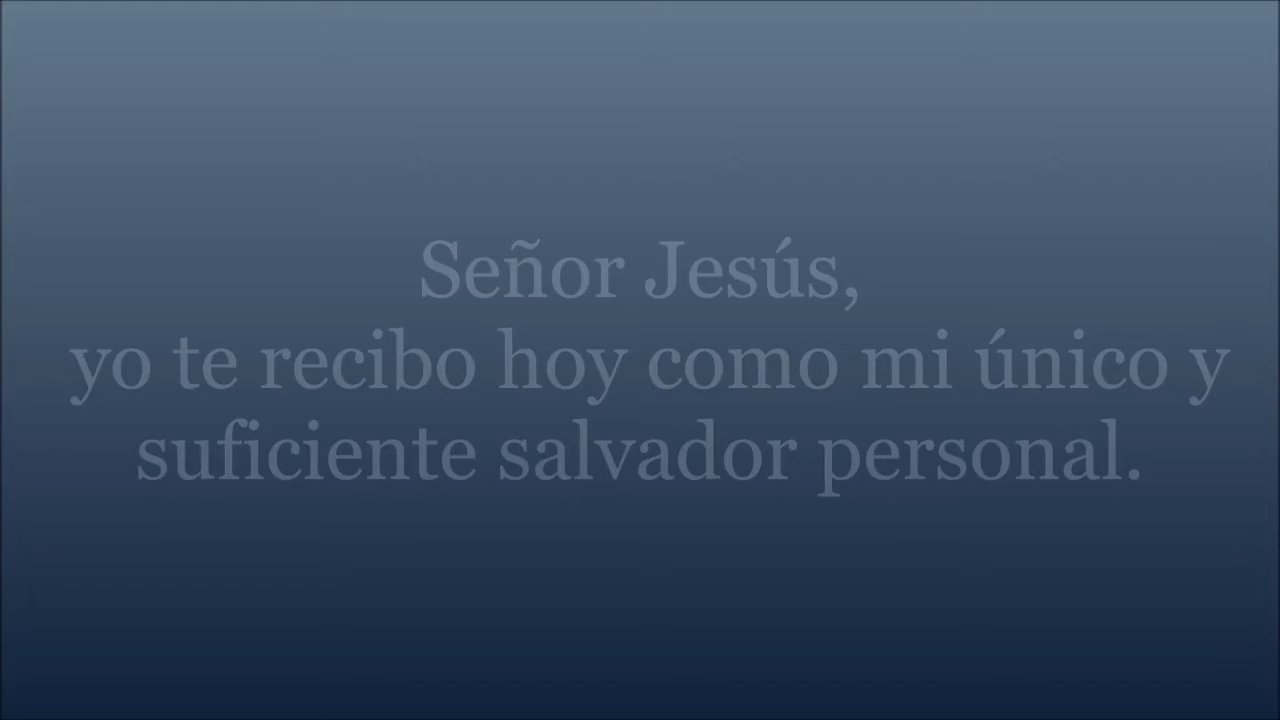 Señor Jesús,
yo te recibo hoy como mi único y
suficiente salvador personal.